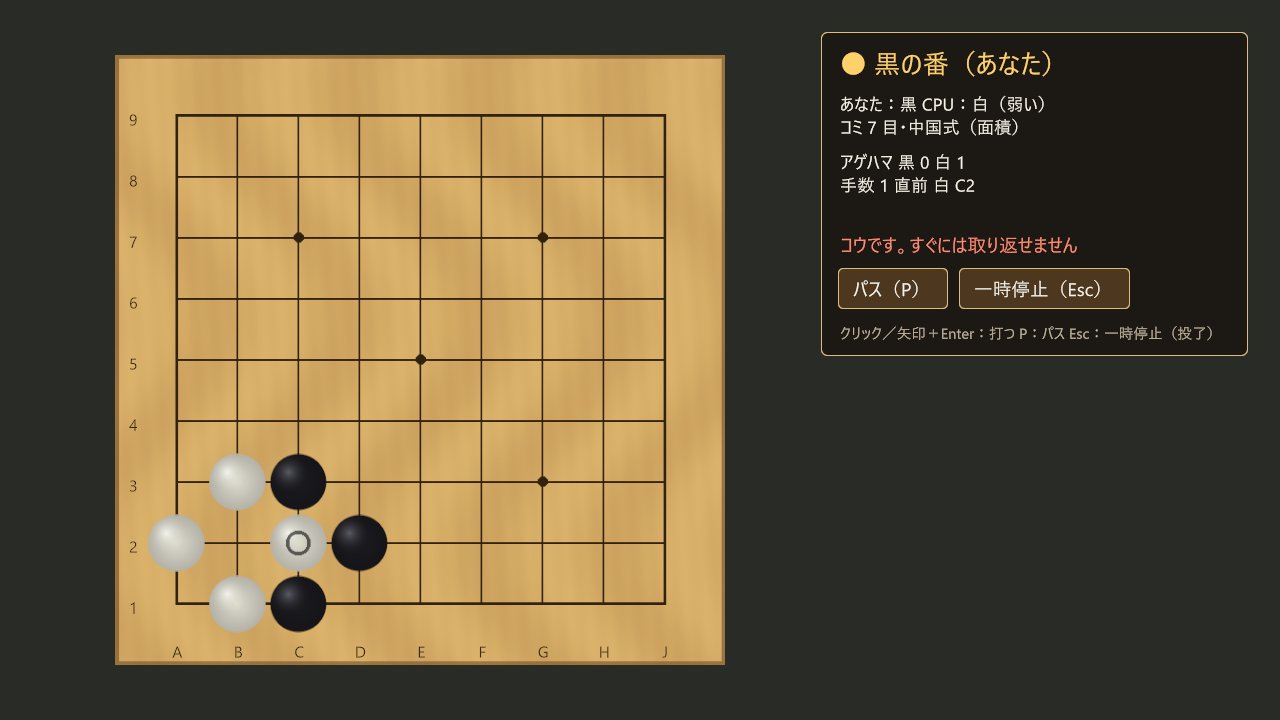 黒の番（あなた）
あなた：黒 CPU：白（弱い）
コミ 7 目・中国式（面積）
アゲハマ 黒 0 白 1
手数 1 直前 白 C2
コウです。すぐには取り返せません
パス（P）
一時停止（Esc）
クリック／矢印＋Enter：打つ P：パス Esc：一時停止（投了）
9
8
7
6
5
4
3
2
1
A B C D E F G H J